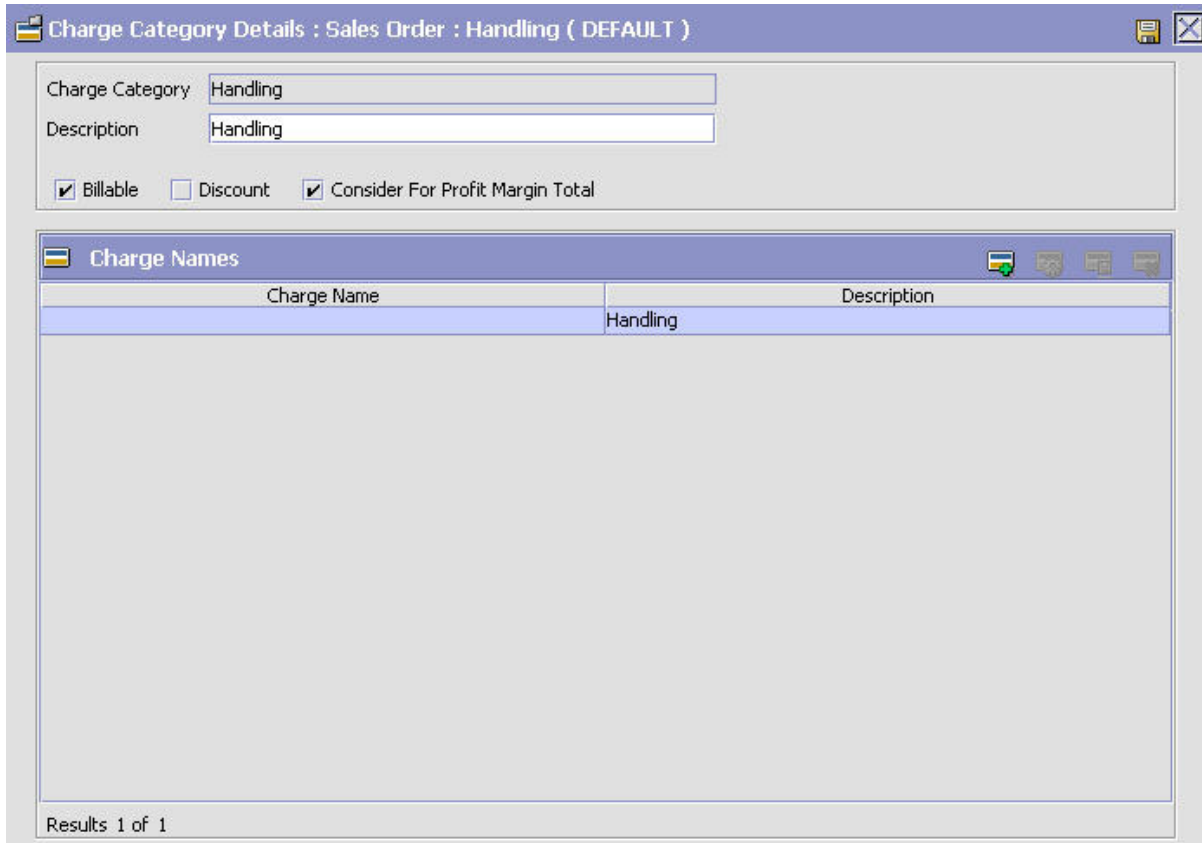 Charge Category Details : Sales Order : Handling ( DEFAULT )
Charge Category Handling
Description Handling
Billable Discount Consider For Profit Margin Total
Charge Names
Charge Name Description
Handling
Results 1 of 1